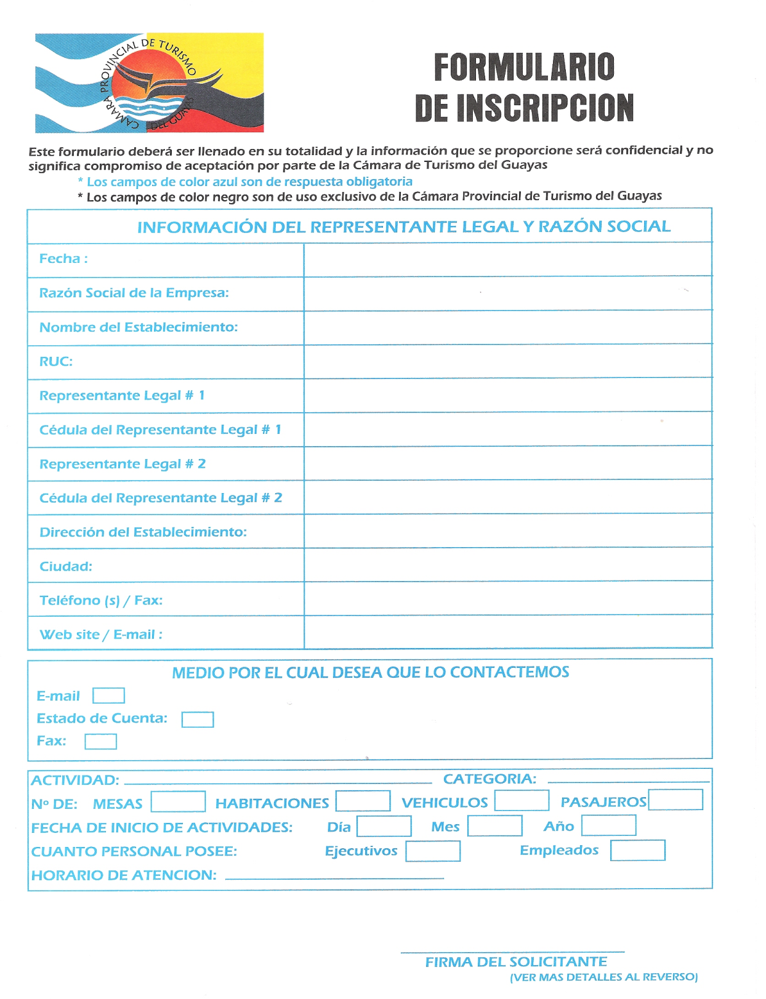 CAMARA PROVINCIAL DE TURISMO
DEL GUAYAS
FORMULARIO
DE INSCRIPCION
Este formulario deberá ser llenado en su totalidad y la información que se proporcione será confidencial y no
significa compromiso de aceptación por parte de la Cámara de Turismo del Guayas
* Los campos de color azul son de respuesta obligatoria
* Los campos de color negro son de uso exclusivo de la Cámara Provincial de Turismo del Guayas
INFORMACIÓN DEL REPRESENTANTE LEGAL Y RAZÓN SOCIAL
Fecha :
Razón Social de la Empresa:
Nombre del Establecimiento:
RUC:
Representante Legal # 1
Cédula del Representante Legal # 1
Representante Legal # 2
Cédula del Representante Legal # 2
Dirección del Establecimiento:
Ciudad:
Teléfono (s) / Fax:
Web site / E-mail :
MEDIO POR EL CUAL DESEA QUE LO CONTACTEMOS
E-mail
Estado de Cuenta:
Fax:
ACTIVIDAD: CATEGORIA:
Nº DE: MESAS HABITACIONES VEHICULOS PASAJEROS
FECHA DE INICIO DE ACTIVIDADES: Día Mes Año
CUANTO PERSONAL POSEE: Ejecutivos Empleados
HORARIO DE ATENCION:
FIRMA DEL SOLICITANTE
(VER MAS DETALLES AL REVERSO)